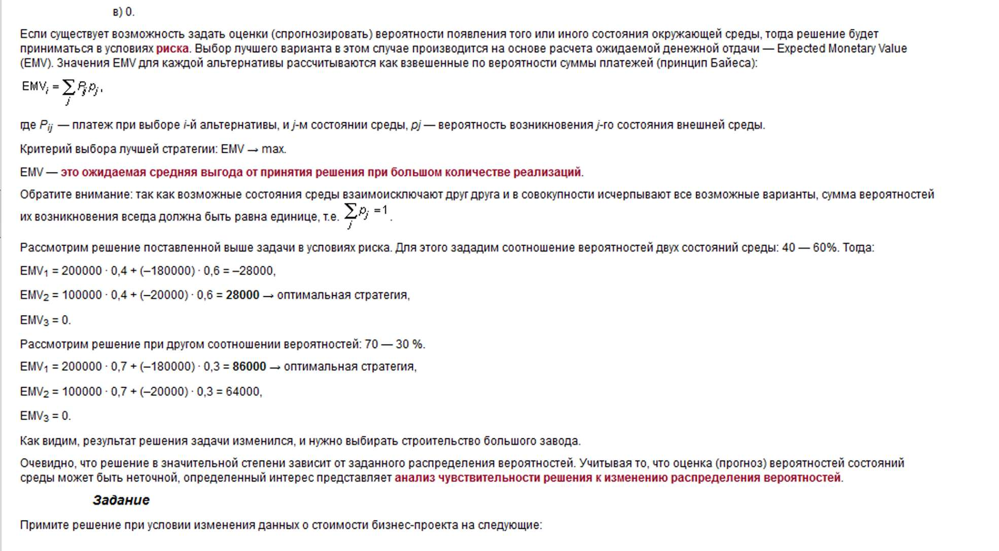 в) 0.
Если существует возможность задать оценки (спрогнозировать) вероятности появления того или иного состояния окружающей среды, тогда решение будет
приниматься в условиях риска. Выбор лучшего варианта в этом случае производится на основе расчета ожидаемой денежной отдачи — Expected Monetary Value
(EMV). Значения EMV для каждой альтернативы рассчитываются как взвешенные по вероятности суммы платежей (принцип Байеса):
EMVᵢ = ∑ⱼ Pᵢⱼ pⱼ,
где Pᵢⱼ — платеж при выборе i-й альтернативы, и j-м состоянии среды, pj — вероятность возникновения j-го состояния внешней среды.
Критерий выбора лучшей стратегии: EMV → max.
EMV — это ожидаемая средняя выгода от принятия решения при большом количестве реализаций.
Обратите внимание: так как возможные состояния среды взаимоисключают друг друга и в совокупности исчерпывают все возможные варианты, сумма вероятностей
их возникновения всегда должна быть равна единице, т.е. ∑ⱼ pⱼ = 1.
Рассмотрим решение поставленной выше задачи в условиях риска. Для этого зададим соотношение вероятностей двух состояний среды: 40 — 60%. Тогда:
EMV₁ = 200000 · 0,4 + (–180000) · 0,6 = –28000,
EMV₂ = 100000 · 0,4 + (–20000) · 0,6 = 28000 → оптимальная стратегия,
EMV₃ = 0.
Рассмотрим решение при другом соотношении вероятностей: 70 — 30 %.
EMV₁ = 200000 · 0,7 + (–180000) · 0,3 = 86000 → оптимальная стратегия,
EMV₂ = 100000 · 0,7 + (–20000) · 0,3 = 64000,
EMV₃ = 0.
Как видим, результат решения задачи изменился, и нужно выбирать строительство большого завода.
Очевидно, что решение в значительной степени зависит от заданного распределения вероятностей. Учитывая то, что оценка (прогноз) вероятностей состояний
среды может быть неточной, определенный интерес представляет анализ чувствительности решения к изменению распределения вероятностей.
Задание
Примите решение при условии изменения данных о стоимости бизнес-проекта на следующие: